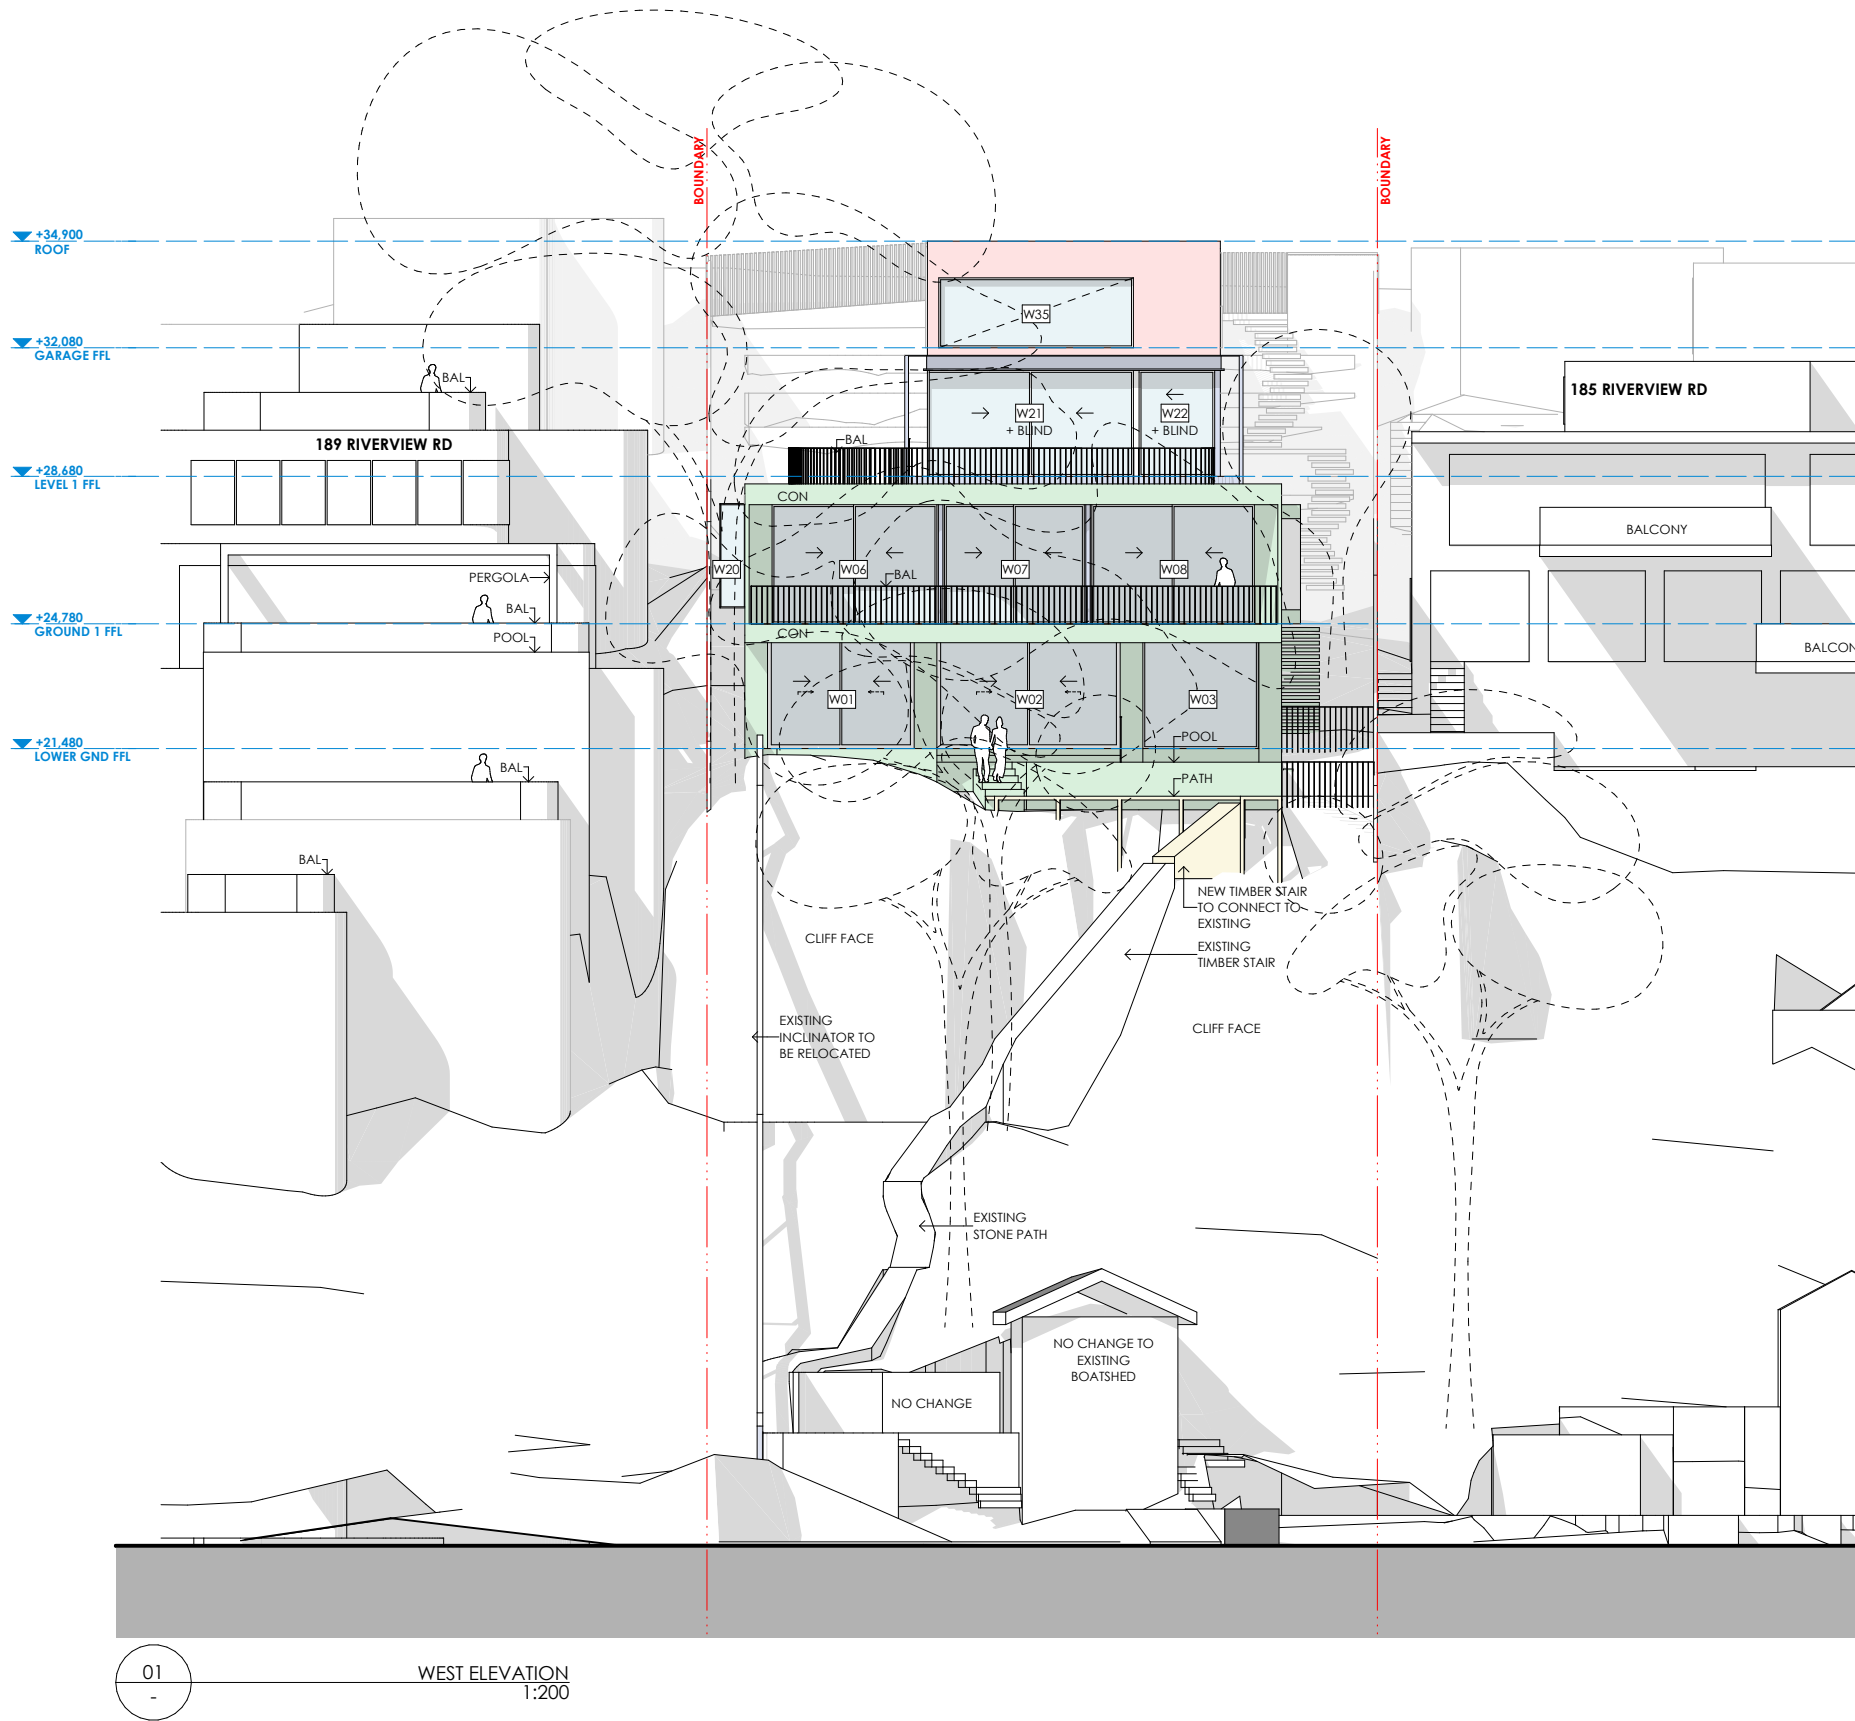 BOUNDARY
BOUNDARY
+34,900
ROOF
W35
+32,080
GARAGE FFL
BAL
185 RIVERVIEW RD
W21
+ BLIND
W22
+ BLIND
189 RIVERVIEW RD
BAL
+28,680
LEVEL 1 FFL
CON
BALCONY
W20
W06
W07
W08
PERGOLA
BAL
BAL
+24,780
GROUND 1 FFL
POOL
CON
BALCON
W01
W02
W03
+21,480
LOWER GND FFL
POOL
BAL
PATH
BAL
NEW TIMBER STAIR
TO CONNECT TO
EXISTING
CLIFF FACE
EXISTING
TIMBER STAIR
EXISTING
INCLINATOR TO
BE RELOCATED
CLIFF FACE
EXISTING
STONE PATH
NO CHANGE TO
EXISTING
BOATSHED
NO CHANGE
01
-
WEST ELEVATION
1:200